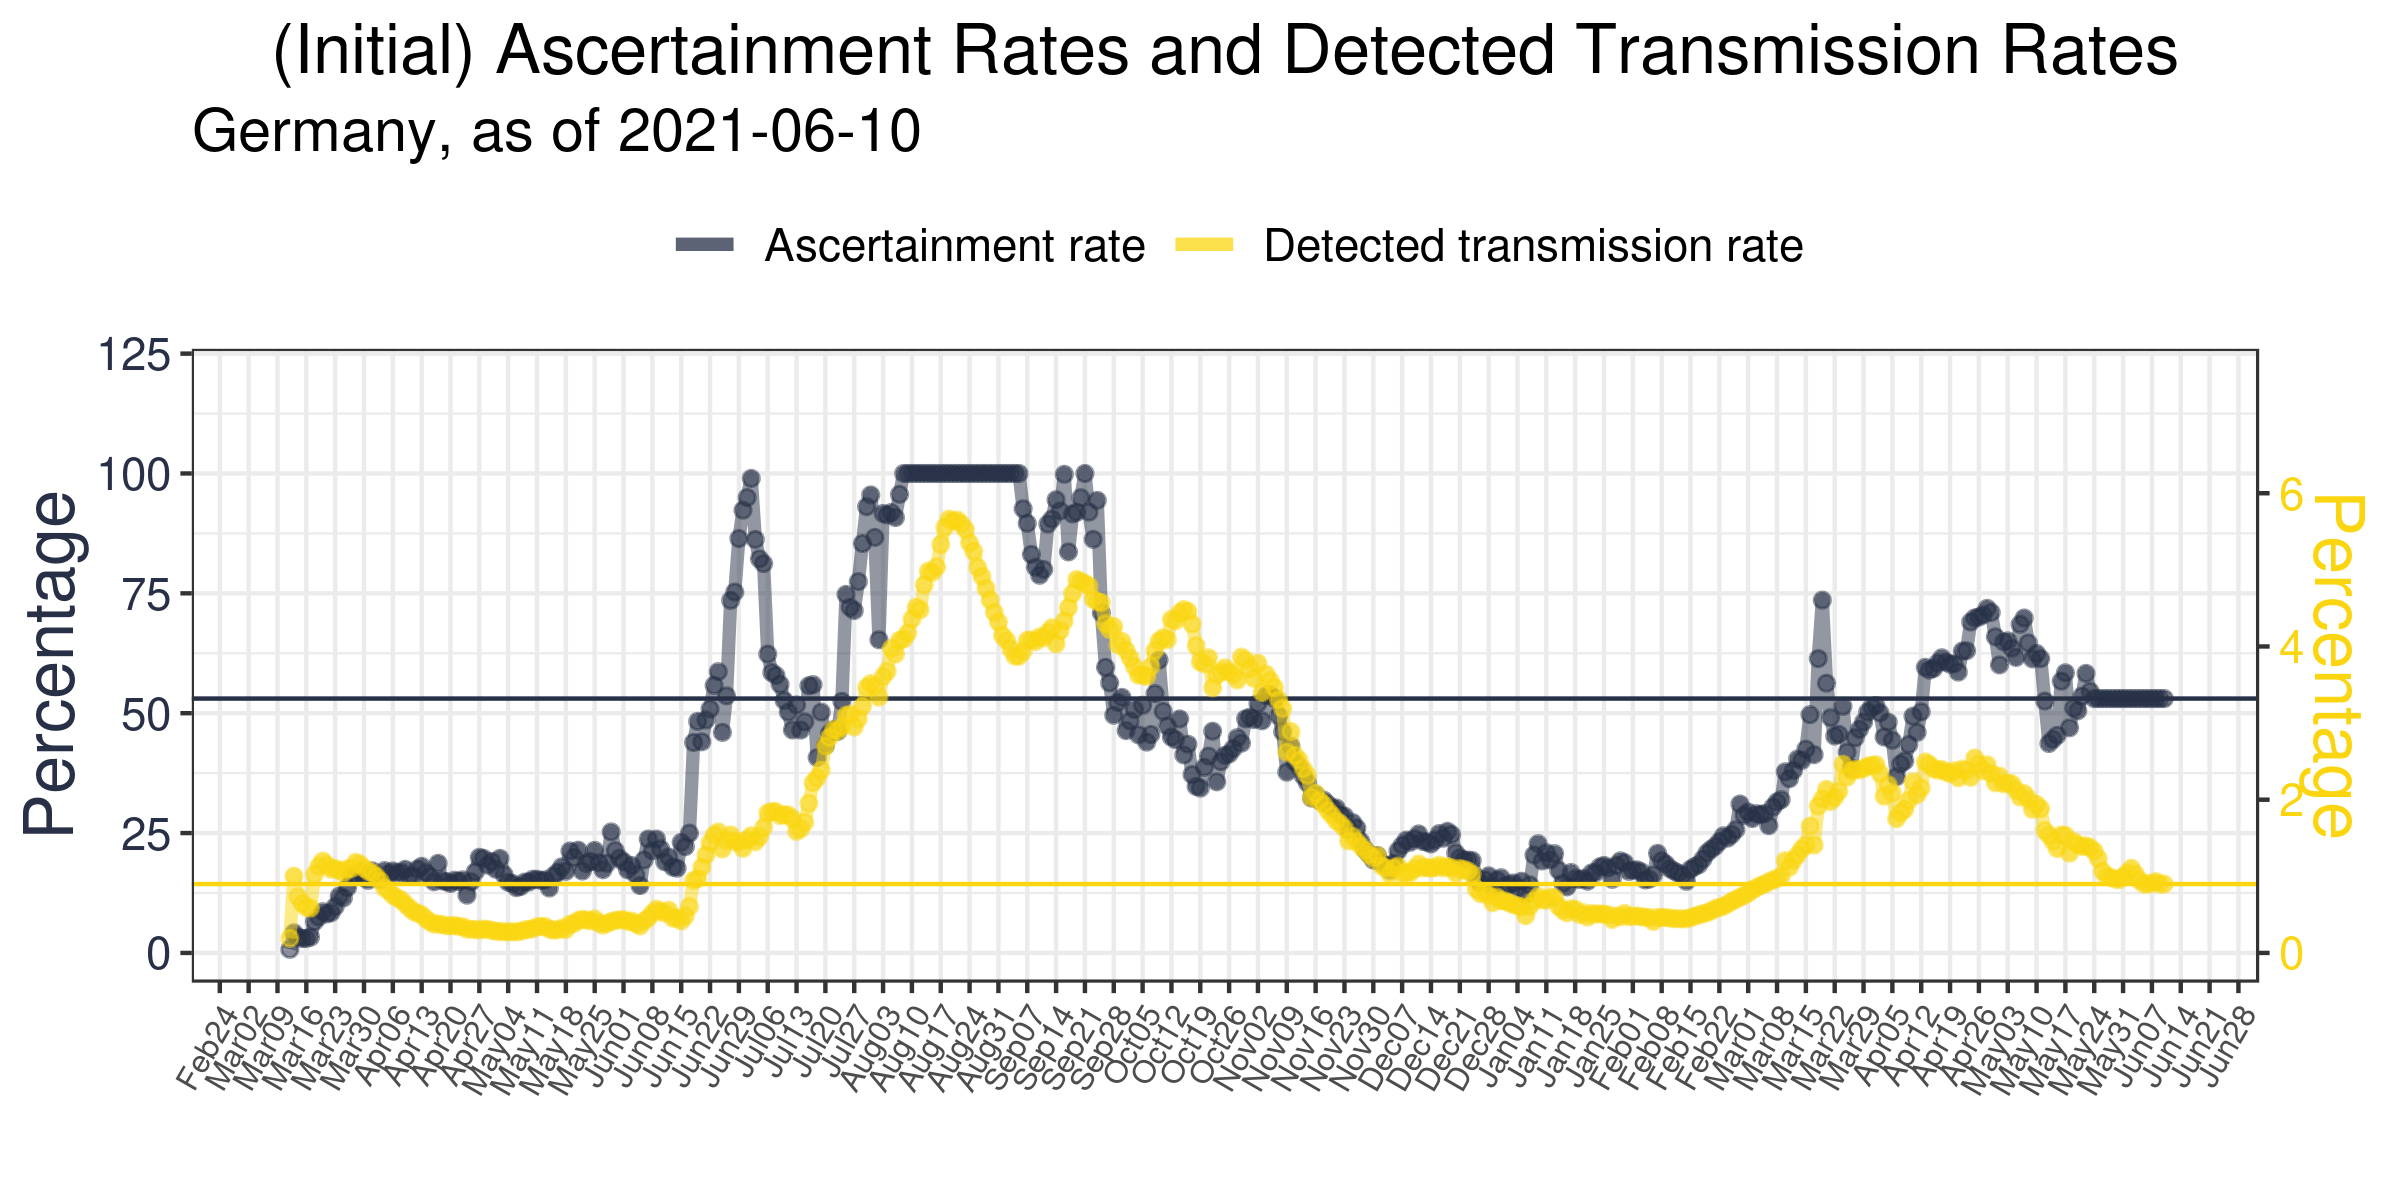 (Initial) Ascertainment Rates and Detected Transmission Rates
Germany, as of 2021-06-10
Ascertainment rate
Detected transmission rate
125
100
75
50
25
0
Percentage
6
4
2
0
Percentage
Feb24
Mar02
Mar09
Mar16
Mar23
Mar30
Apr06
Apr13
Apr20
Apr27
May04
May11
May18
May25
Jun01
Jun08
Jun15
Jun22
Jun29
Jul06
Jul13
Jul20
Jul27
Aug03
Aug10
Aug17
Aug24
Aug31
Sep07
Sep14
Sep21
Sep28
Oct05
Oct12
Oct19
Oct26
Nov02
Nov09
Nov16
Nov23
Nov30
Dec07
Dec14
Dec21
Dec28
Jan04
Jan11
Jan18
Jan25
Feb01
Feb08
Feb15
Feb22
Mar01
Mar08
Mar15
Mar22
Mar29
Apr05
Apr12
Apr19
Apr26
May03
May10
May17
May24
May31
Jun07
Jun14
Jun21
Jun28